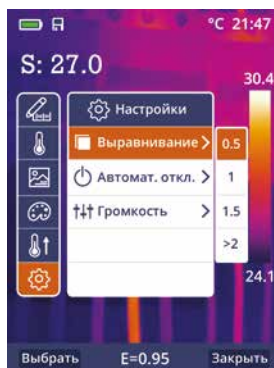 °C 21:47
S: 27.0
30.4
Настройки
Выравнивание > 0.5
Автомат. откл. > 1
Громкость > 1.5
>2
24.1
Выбрать E=0.95 Закрыть